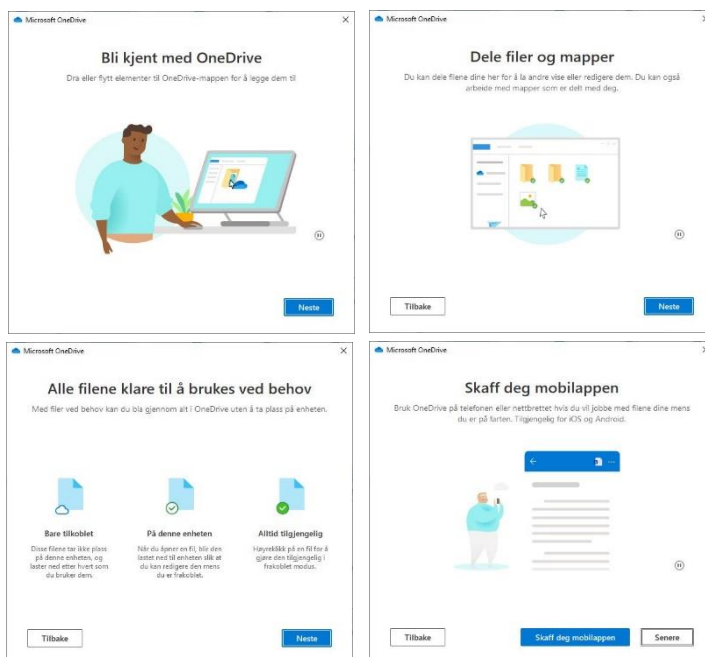 Microsoft OneDrive
Bli kjent med OneDrive
Dra eller flytt elementer til OneDrive-mappen for å legge dem til
Neste
Microsoft OneDrive
Dele filer og mapper
Du kan dele filene dine her for å la andre vise eller redigere dem. Du kan også
arbeide med mapper som er delt med deg.
Tilbake
Neste
Microsoft OneDrive
Alle filene klare til å brukes ved behov
Med filer ved behov kan du bla gjennom alt i OneDrive uten å ta plass på enheten.
Bare tilkoblet
Disse filene tar ikke plass
på denne enheten, og
laster ned etter hvert som
du bruker dem.
På denne enheten
Når du åpner en fil, blir den
lastet ned til enheten slik at
du kan redigere den mens
du er frakoblet.
Alltid tilgjengelig
Høyreklikk på en fil for å
gjøre den tilgjengelig i
frakoblet modus.
Tilbake
Neste
Microsoft OneDrive
Skaff deg mobilappen
Bruk OneDrive på telefonen eller nettbrettet hvis du vil jobbe med filene dine mens
du er på farten. Tilgjengelig for iOS og Android.
Tilbake
Skaff deg mobilappen
Senere